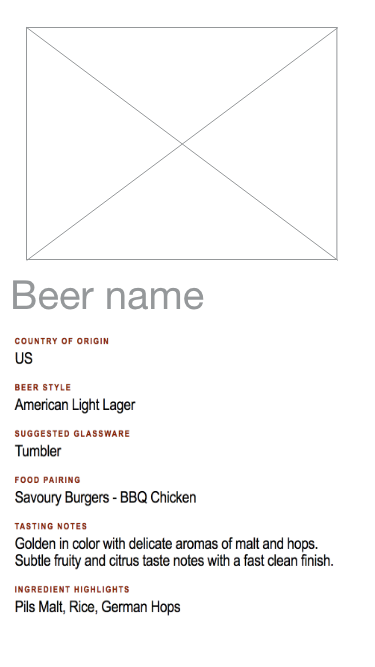 Beer name
COUNTRY OF ORIGIN
US
BEER STYLE
American Light Lager
SUGGESTED GLASSWARE
Tumbler
FOOD PAIRING
Savoury Burgers - BBQ Chicken
TASTING NOTES
Golden in color with delicate aromas of malt and hops.
Subtle fruity and citrus taste notes with a fast clean finish.
INGREDIENT HIGHLIGHTS
Pils Malt, Rice, German Hops